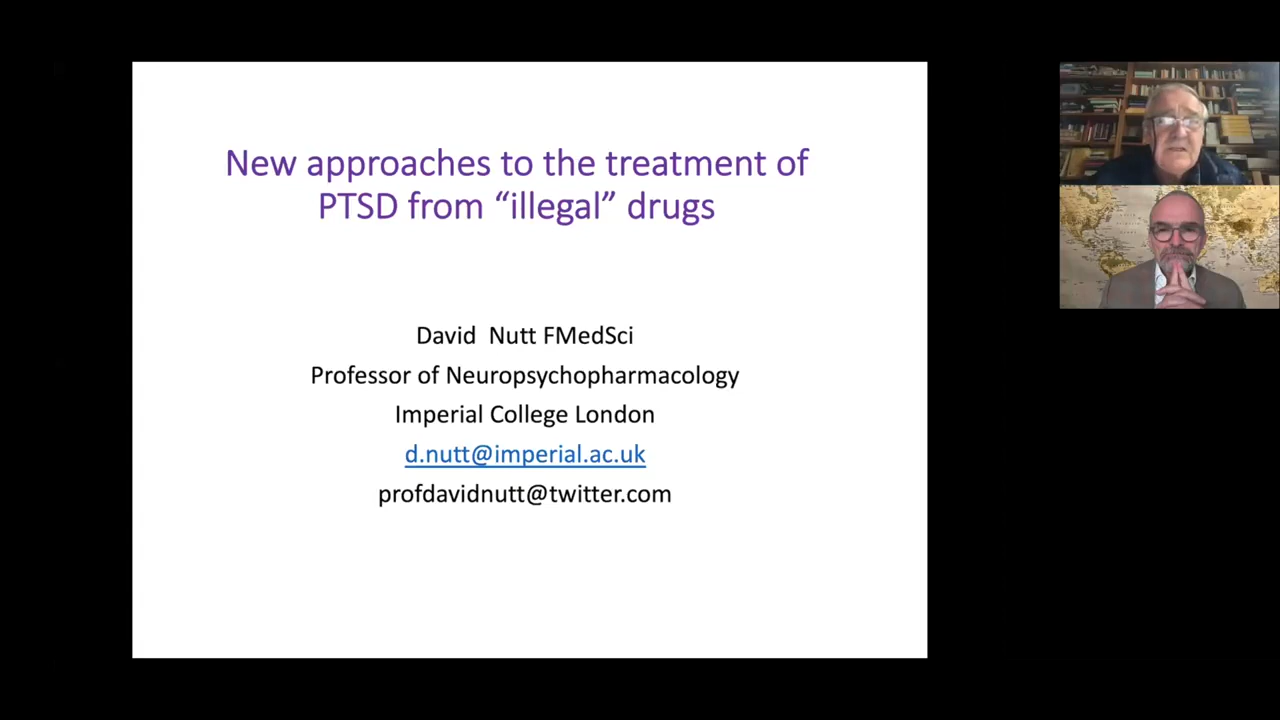 New approaches to the treatment of
PTSD from “illegal” drugs
David  Nutt FMedSci
Professor of Neuropsychopharmacology
Imperial College London
d.nutt@imperial.ac.uk
profdavidnutt@twitter.com